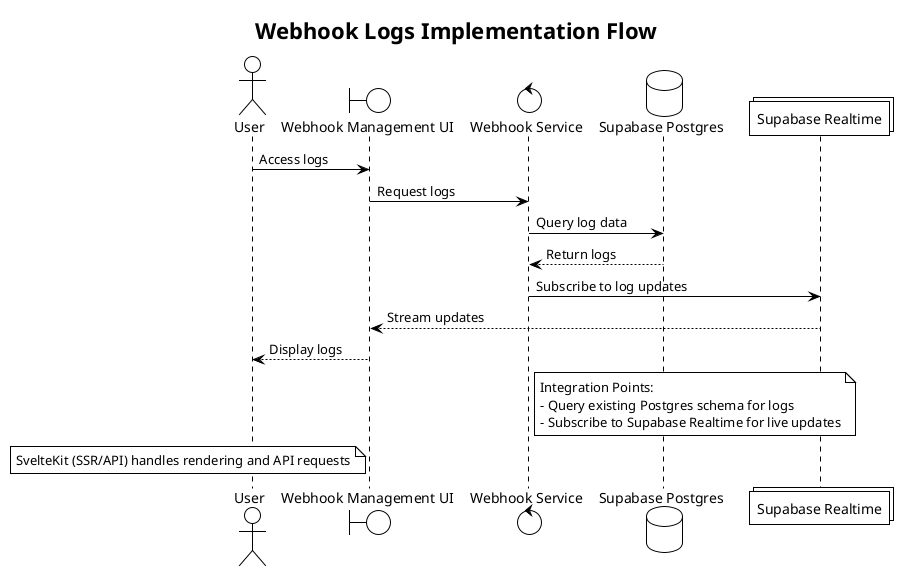 Webhook Logs Implementation Flow
User
Webhook Management UI
Webhook Service
Supabase Postgres
Supabase Realtime
Access logs
Request logs
Query log data
Return logs
Subscribe to log updates
Stream updates
Display logs
Integration Points:
- Query existing Postgres schema for logs
- Subscribe to Supabase Realtime for live updates
SvelteKit (SSR/API) handles rendering and API requests
User
Webhook Management UI
Webhook Service
Supabase Postgres
Supabase Realtime